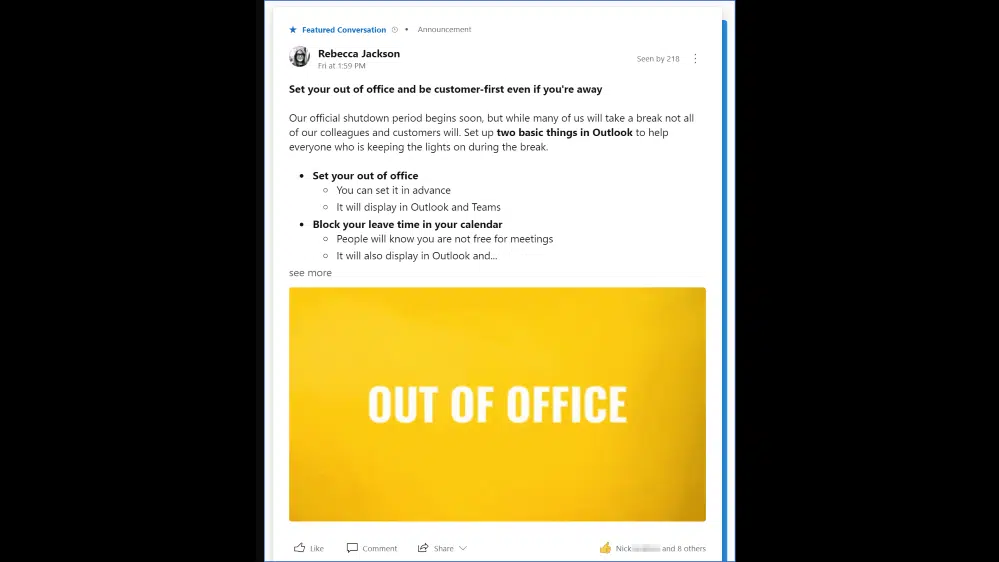 Featured Conversation • Announcement
Rebecca Jackson
Fri at 1:59 PM
Seen by 218
Set your out of office and be customer-first even if you're away
Our official shutdown period begins soon, but while many of us will take a break not all
of our colleagues and customers will. Set up two basic things in Outlook to help
everyone who is keeping the lights on during the break.
• Set your out of office
○ You can set it in advance
○ It will display in Outlook and Teams
• Block your leave time in your calendar
○ People will know you are not free for meetings
○ It will also display in Outlook and...
see more
OUT OF OFFICE
Like Comment Share Nick and 8 others